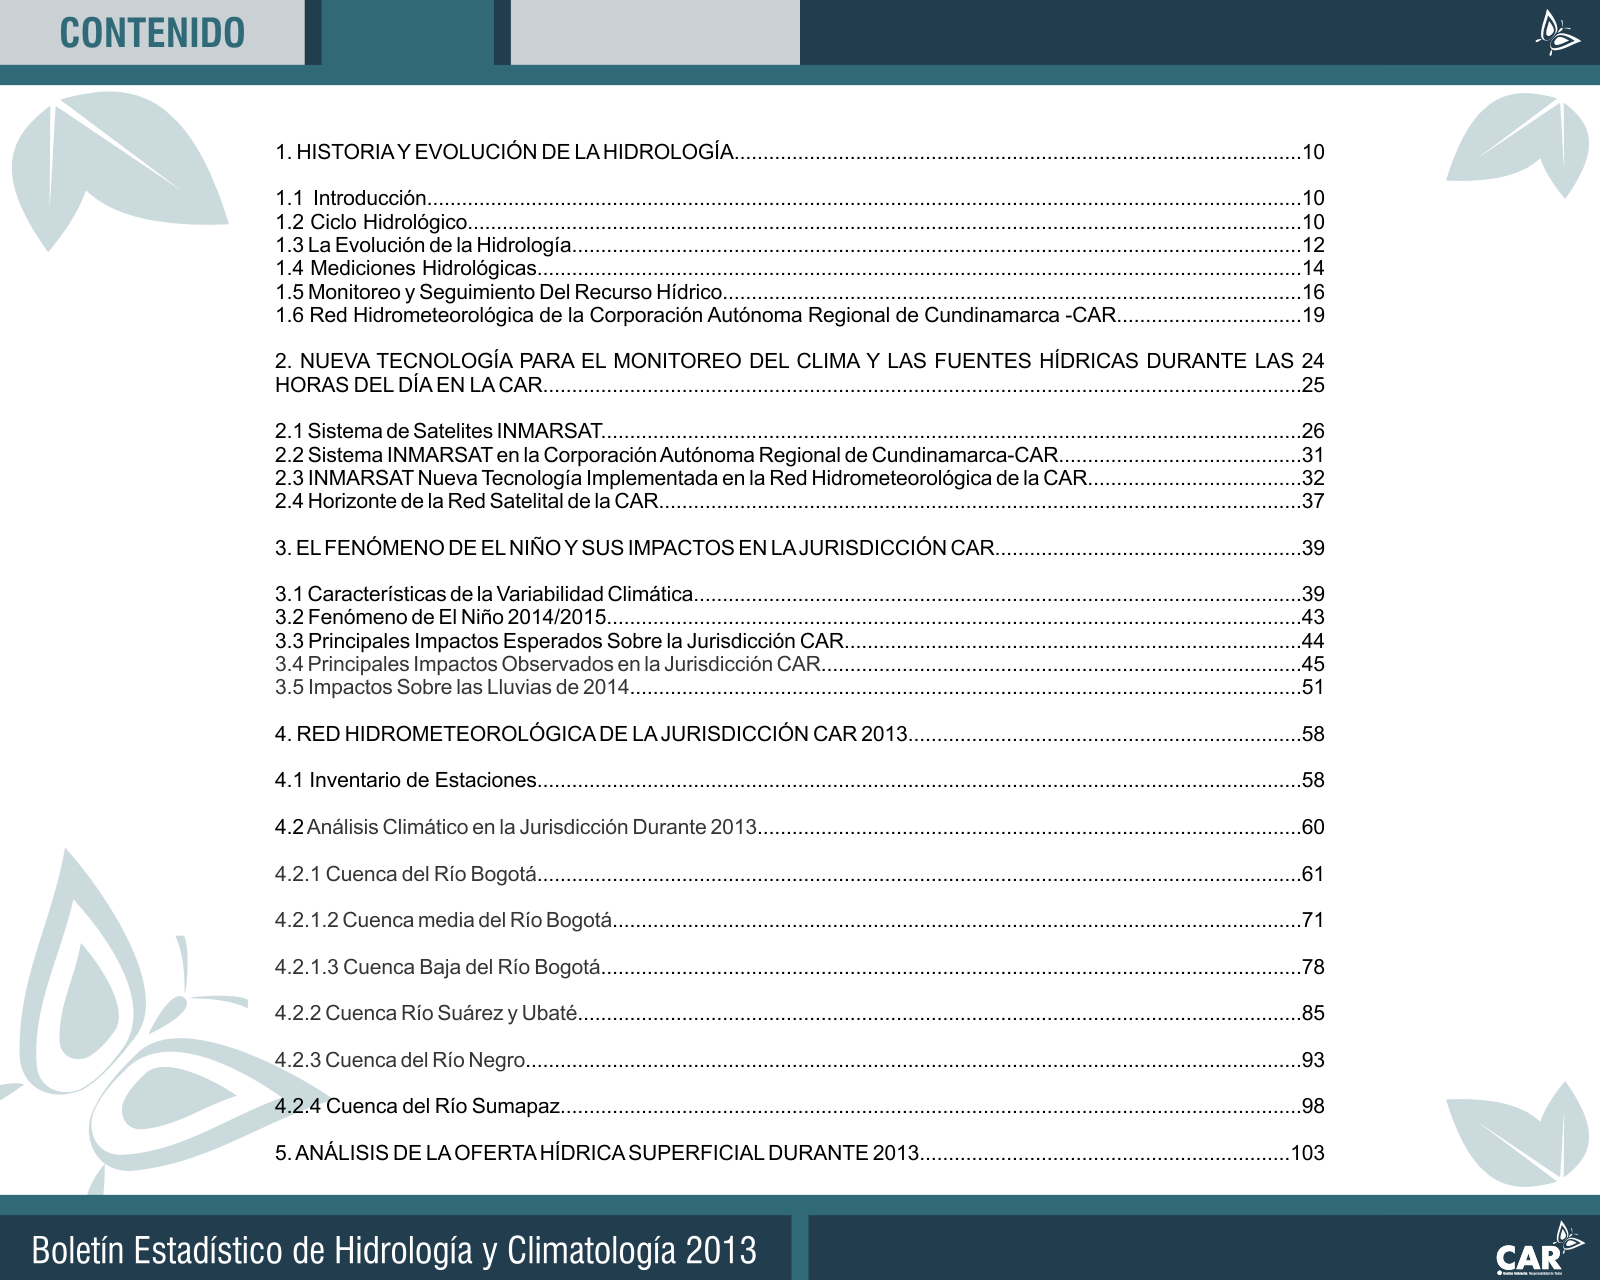 CONTENIDO
1. HISTORIA Y EVOLUCIÓN DE LA HIDROLOGÍA..................................................................................................10
1.1 Introducción.......................................................................................................................................................10
1.2 Ciclo Hidrológico................................................................................................................................................10
1.3 La Evolución de la Hidrología..............................................................................................................................12
1.4 Mediciones Hidrológicas....................................................................................................................................14
1.5 Monitoreo y Seguimiento Del Recurso Hídrico....................................................................................................16
1.6 Red Hidrometeorológica de la Corporación Autónoma Regional de Cundinamarca -CAR................................19
2. NUEVA TECNOLOGÍA PARA EL MONITOREO DEL CLIMA Y LAS FUENTES HÍDRICAS DURANTE LAS 24
HORAS DEL DÍA EN LA CAR...................................................................................................................................25
2.1 Sistema de Satelites INMARSAT.........................................................................................................................26
2.2 Sistema INMARSAT en la Corporación Autónoma Regional de Cundinamarca-CAR..........................................31
2.3 INMARSAT Nueva Tecnología Implementada en la Red Hidrometeorológica de la CAR.....................................32
2.4 Horizonte de la Red Satelital de la CAR...............................................................................................................37
3. EL FENÓMENO DE EL NIÑO Y SUS IMPACTOS EN LA JURISDICCIÓN CAR.....................................................39
3.1 Características de la Variabilidad Climática.........................................................................................................39
3.2 Fenómeno de El Niño 2014/2015........................................................................................................................43
3.3 Principales Impactos Esperados Sobre la Jurisdicción CAR...............................................................................44
3.4 Principales Impactos Observados en la Jurisdicción CAR...................................................................................45
3.5 Impactos Sobre las Lluvias de 2014....................................................................................................................51
4. RED HIDROMETEOROLÓGICA DE LA JURISDICCIÓN CAR 2013....................................................................58
4.1 Inventario de Estaciones....................................................................................................................................58
4.2 Análisis Climático en la Jurisdicción Durante 2013..............................................................................................60
4.2.1 Cuenca del Río Bogotá....................................................................................................................................61
4.2.1.2 Cuenca media del Río Bogotá.......................................................................................................................71
4.2.1.3 Cuenca Baja del Río Bogotá.........................................................................................................................78
4.2.2 Cuenca Río Suárez y Ubaté.............................................................................................................................85
4.2.3 Cuenca del Río Negro......................................................................................................................................93
4.2.4 Cuenca del Río Sumapaz................................................................................................................................98
5. ANÁLISIS DE LA OFERTA HÍDRICA SUPERFICIAL DURANTE 2013................................................................103
Boletín Estadístico de Hidrología y Climatología 2013
CAR